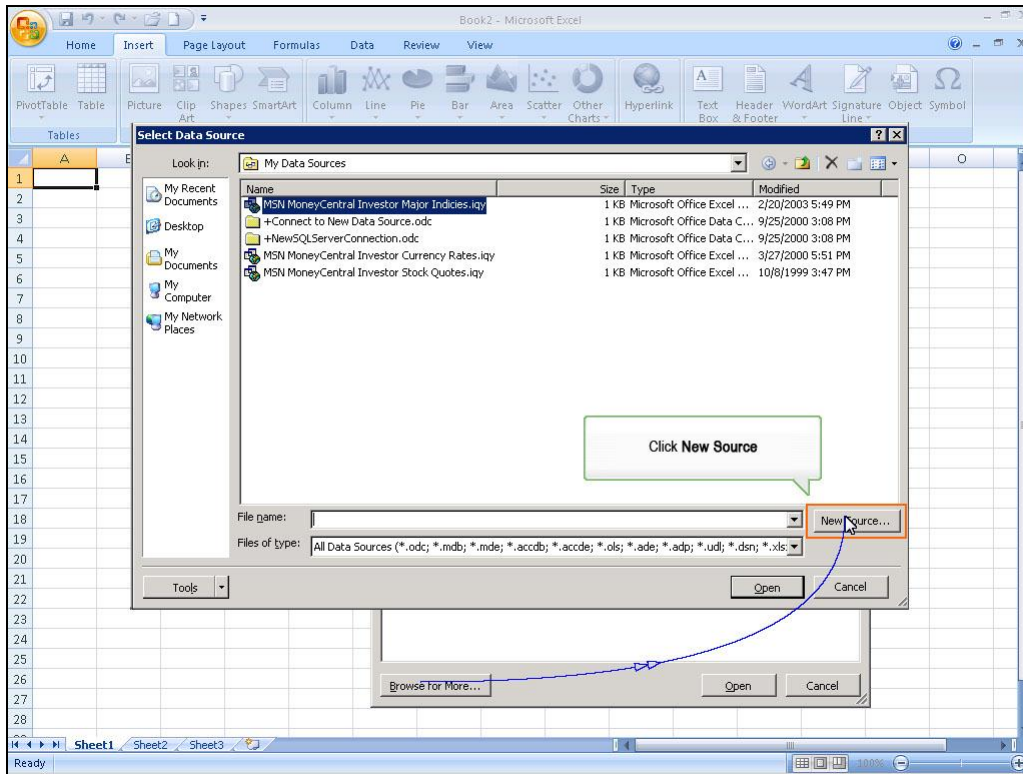 Book2 - Microsoft Excel
Home Insert Page Layout Formulas Data Review View
PivotTable Table Picture Clip Art Shapes SmartArt Column Line Pie Bar Area Scatter Other Charts Hyperlink Text Box Header & Footer WordArt Signature Line Object Symbol
Tables
Select Data Source
Look in: My Data Sources
My Recent Documents
Desktop
My Documents
My Computer
My Network Places
Name Size Type Modified
MSN MoneyCentral Investor Major Indicies.iqy 1 KB Microsoft Office Excel ... 2/20/2003 5:49 PM
+Connect to New Data Source.odc 1 KB Microsoft Office Data C... 9/25/2000 3:08 PM
+NewSQLServerConnection.odc 1 KB Microsoft Office Data C... 9/25/2000 3:08 PM
MSN MoneyCentral Investor Currency Rates.iqy 1 KB Microsoft Office Excel ... 3/27/2000 5:51 PM
MSN MoneyCentral Investor Stock Quotes.iqy 1 KB Microsoft Office Excel ... 10/8/1999 3:47 PM
A O
1
2
3
4
5
6
7
8
9
10
11
12
13
14
15
16
17
18
19
20
21
22
23
24
25
26
27
28
Click New Source
File name:
New Source...
Files of type: All Data Sources (*.odc; *.mdb; *.mde; *.accdb; *.accde; *.ols; *.ade; *.adp; *.udl; *.dsn; *.xls;
Tools Open Cancel
Browse for More... Open Cancel
Sheet1 Sheet2 Sheet3
Ready 100%